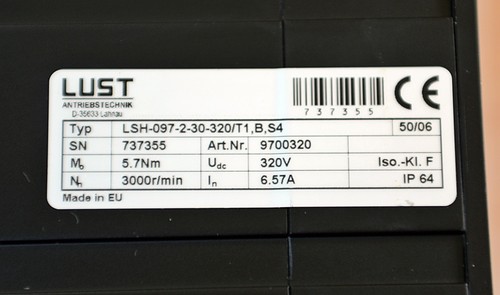 LUST
ANTRIEBSTECHNIK
D-35633 Lahnau
737355
CE
Typ LSH-097-2-30-320/T1,B,S4 50/06
SN 737355 Art.Nr. 9700320
M₀ 5.7Nm Udc 320V Iso.-Kl. F
Nn 3000r/min In 6.57A IP 64
Made in EU